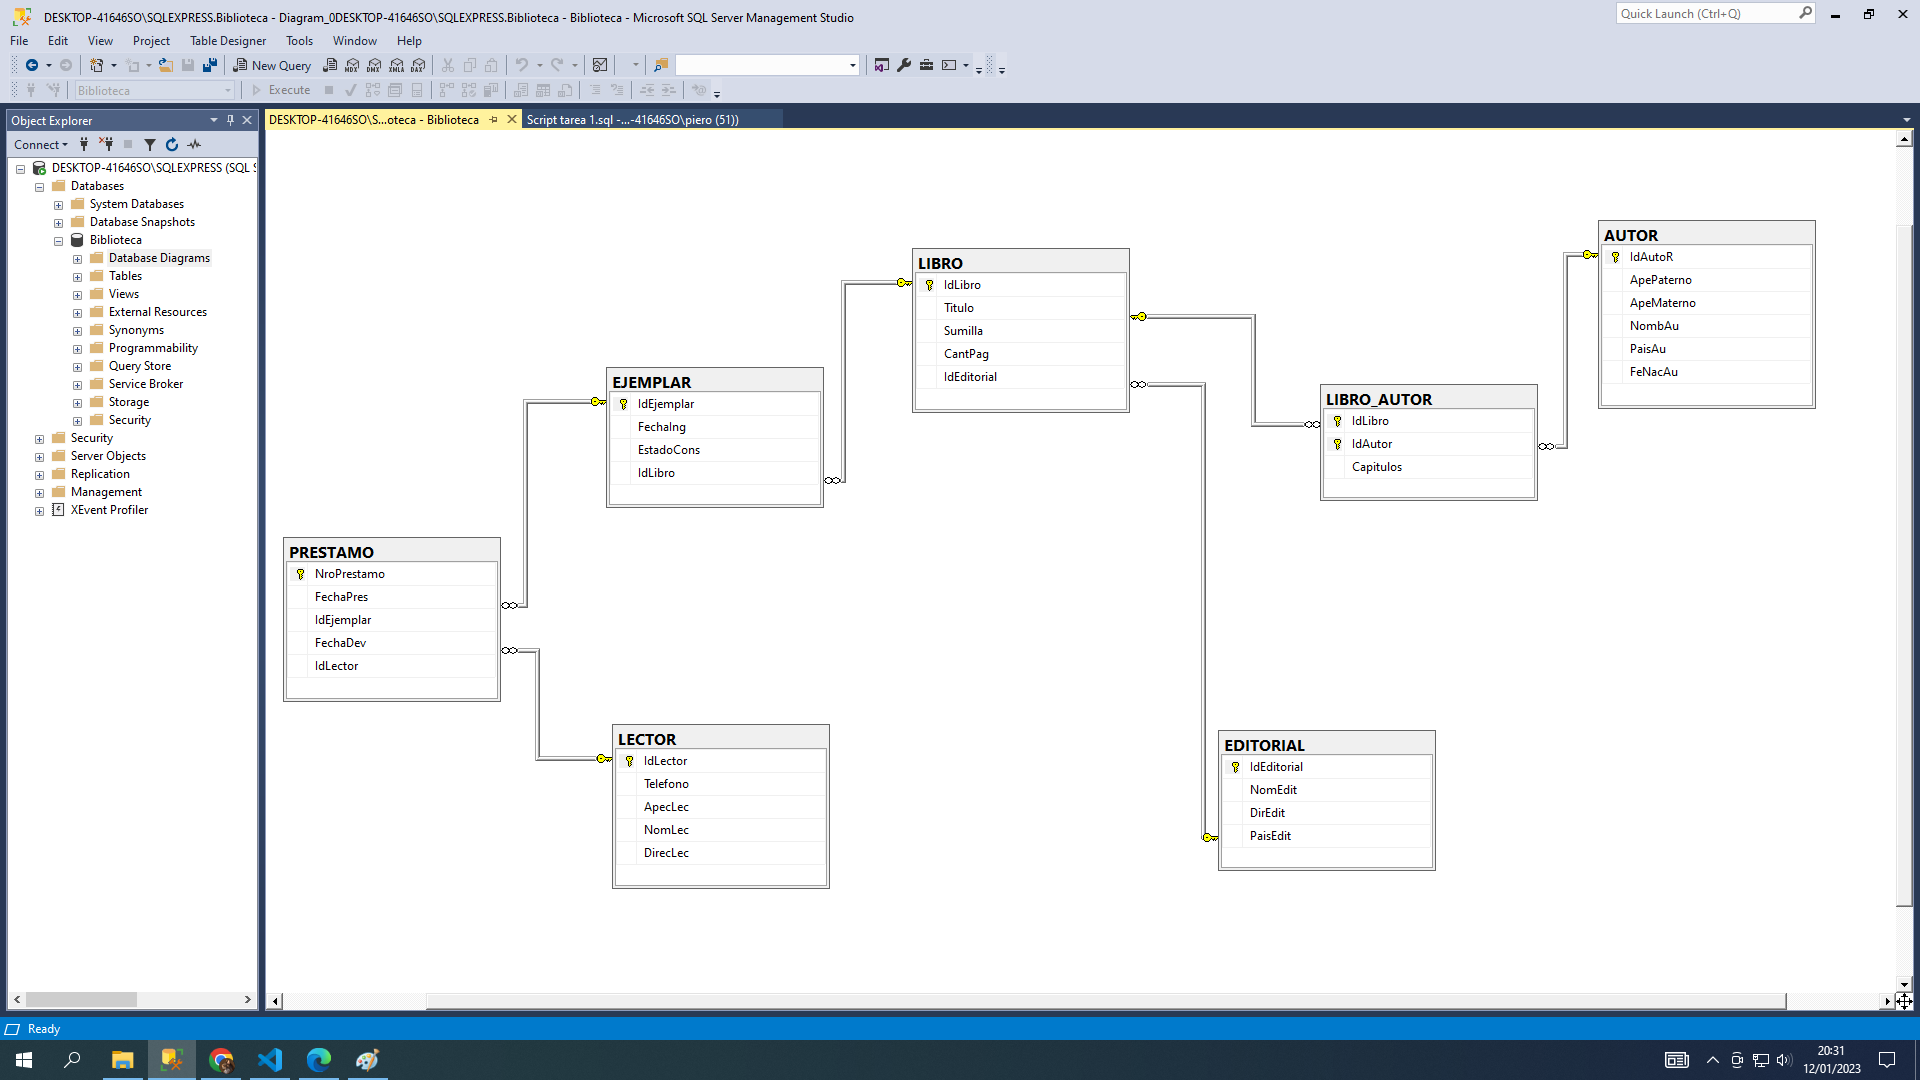 DESKTOP-41646SO\SQLEXPRESS.Biblioteca - Diagram_0DESKTOP-41646SO\SQLEXPRESS.Biblioteca - Biblioteca - Microsoft SQL Server Management Studio
Quick Launch (Ctrl+Q)
File Edit View Project Table Designer Tools Window Help
New Query
MDX DMX XMLA DAX
Biblioteca
Execute
Object Explorer
Connect
DESKTOP-41646SO\SQLEXPRESS (SQL S
Databases
System Databases
Database Snapshots
Biblioteca
Database Diagrams
Tables
Views
External Resources
Synonyms
Programmability
Query Store
Service Broker
Storage
Security
Security
Server Objects
Replication
Management
XEvent Profiler
DESKTOP-41646SO\S...oteca - Biblioteca
Script tarea 1.sql -...-41646SO\piero (51))
PRESTAMO
NroPrestamo
FechaPres
IdEjemplar
FechaDev
IdLector
EJEMPLAR
IdEjemplar
FechaIng
EstadoCons
IdLibro
LECTOR
IdLector
Telefono
ApecLec
NomLec
DirecLec
LIBRO
IdLibro
Titulo
Sumilla
CantPag
IdEditorial
LIBRO_AUTOR
IdLibro
IdAutor
Capitulos
AUTOR
IdAutoR
ApePaterno
ApeMaterno
NombAu
PaisAu
FeNacAu
EDITORIAL
IdEditorial
NomEdit
DirEdit
PaisEdit
Ready
20:31
12/01/2023